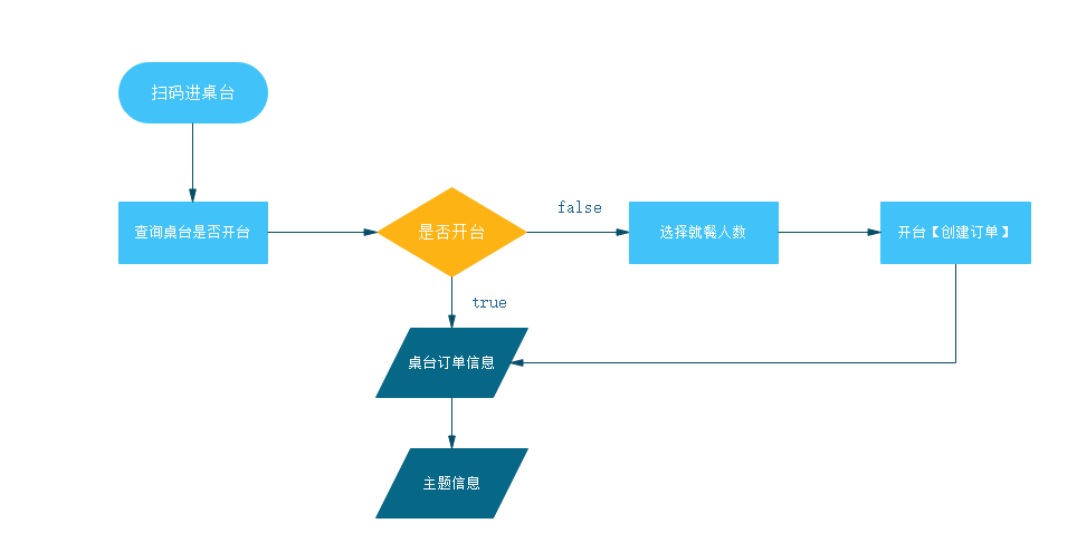 扫码进桌台
查询桌台是否开台
是否开台
false
选择就餐人数
开台【创建订单】
true
桌台订单信息
主题信息